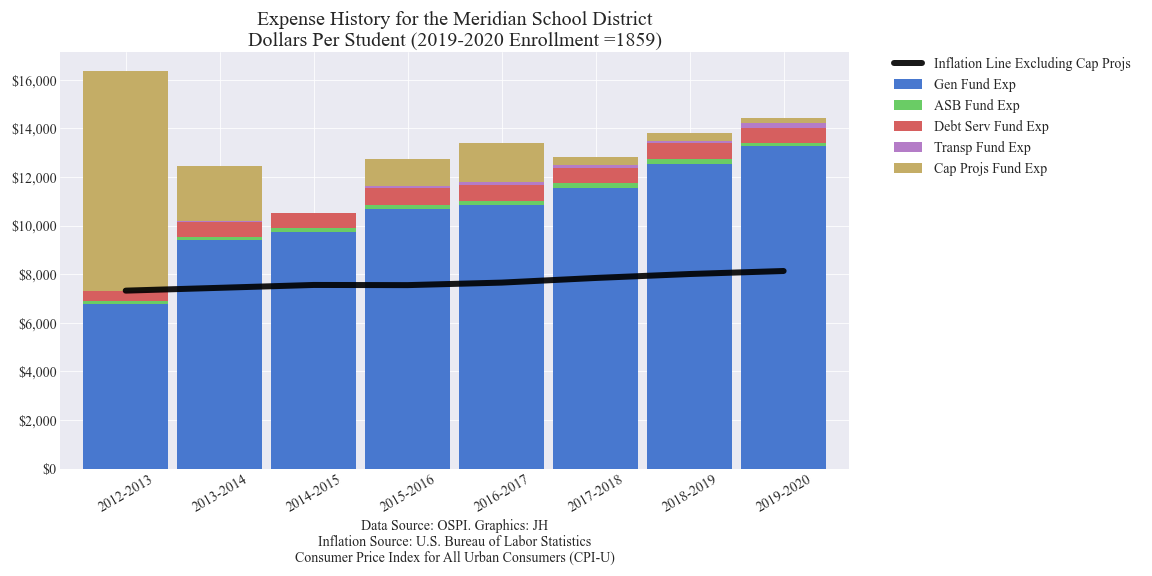 Expense History for the Meridian School District
Dollars Per Student (2019-2020 Enrollment =1859)
$16,000
$14,000
$12,000
$10,000
$8,000
$6,000
$4,000
$2,000
$0
2012-2013
2013-2014
2014-2015
2015-2016
2016-2017
2017-2018
2018-2019
2019-2020
Inflation Line Excluding Cap Projs
Gen Fund Exp
ASB Fund Exp
Debt Serv Fund Exp
Transp Fund Exp
Cap Projs Fund Exp
Data Source: OSPI. Graphics: JH
Inflation Source: U.S. Bureau of Labor Statistics
Consumer Price Index for All Urban Consumers (CPI-U)